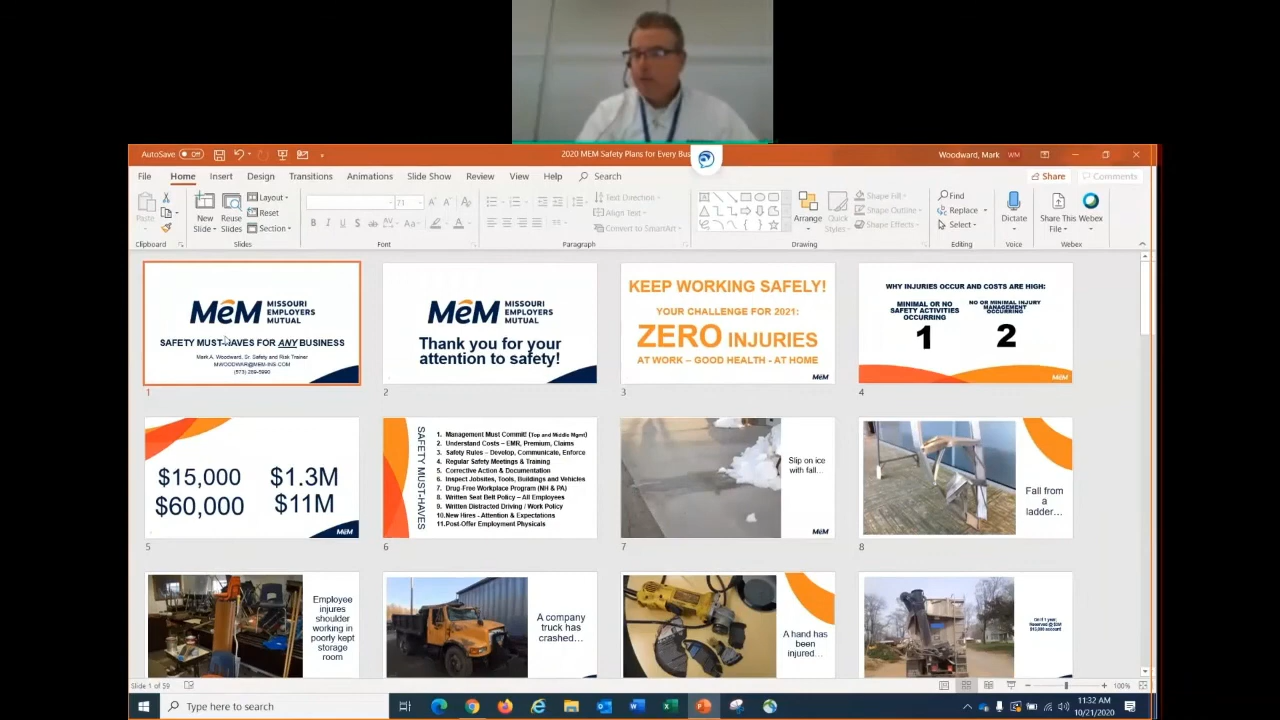 AutoSave Off
2020 MEM Safety Plans for Every Bus
Woodward, Mark WM
File Home Insert Design Transitions Animations Slide Show Review View Help Search
Share Comments
Paste
Clipboard
New Slides
Reuse Slides
Layout
Reset
Section
Slides
71
Font
Text Direction
Align Text
Convert to SmartArt
Paragraph
Arrange
Quick Styles
Shape Fill
Shape Outline
Shape Effects
Drawing
Find
Replace
Select
Editing
Dictate
Voice
Share This File
Webex
Webex
MEM MISSOURI
EMPLOYERS
MUTUAL
SAFETY MUST-HAVES FOR ANY BUSINESS
Mark A. Woodward, Sr. Safety and Risk Trainer
(573) 289-5990
1
MEM MISSOURI
EMPLOYERS
MUTUAL
Thank you for your
attention to safety!
2
KEEP WORKING SAFELY!
YOUR CHALLENGE FOR 2021:
ZERO INJURIES
AT WORK – GOOD HEALTH - AT HOME
MEM
3
WHY INJURIES OCCUR AND COSTS ARE HIGH:
MINIMAL OR NO
SAFETY ACTIVITIES
OCCURRING
1
NO OR MINIMAL INJURY
MANAGEMENT
OCCURRING
2
MEM
4
$15,000 $1.3M
$60,000 $11M
MEM
5
SAFETY MUST-HAVES
1. Management Must Commit! (Top and Middle Mgmt)
2. Understand Costs – EMR, Premium, Claims
3. Safety Rules – Develop, Communicate, Enforce
4. Regular Safety Meetings & Training
5. Corrective Action & Documentation
6. Inspect Jobsites, Tools, Buildings and Vehicles
7. Drug-Free Workplace Program (NH & PA)
8. Written Seat Belt Policy – All Employees
9. Written Distracted Driving / Work Policy
10. New Hires - Attention & Expectations
11. Post-Offer Employment Physicals
6
Slip on ice
with fall...
MEM
7
Fall from
a
ladder...
8
Employee
injures
shoulder
working in
poorly kept
storage
room
A company
truck has
crashed...
A hand has
been
injured...
Slide 1 of 59
100%
Type here to search
11:32 AM
10/21/2020